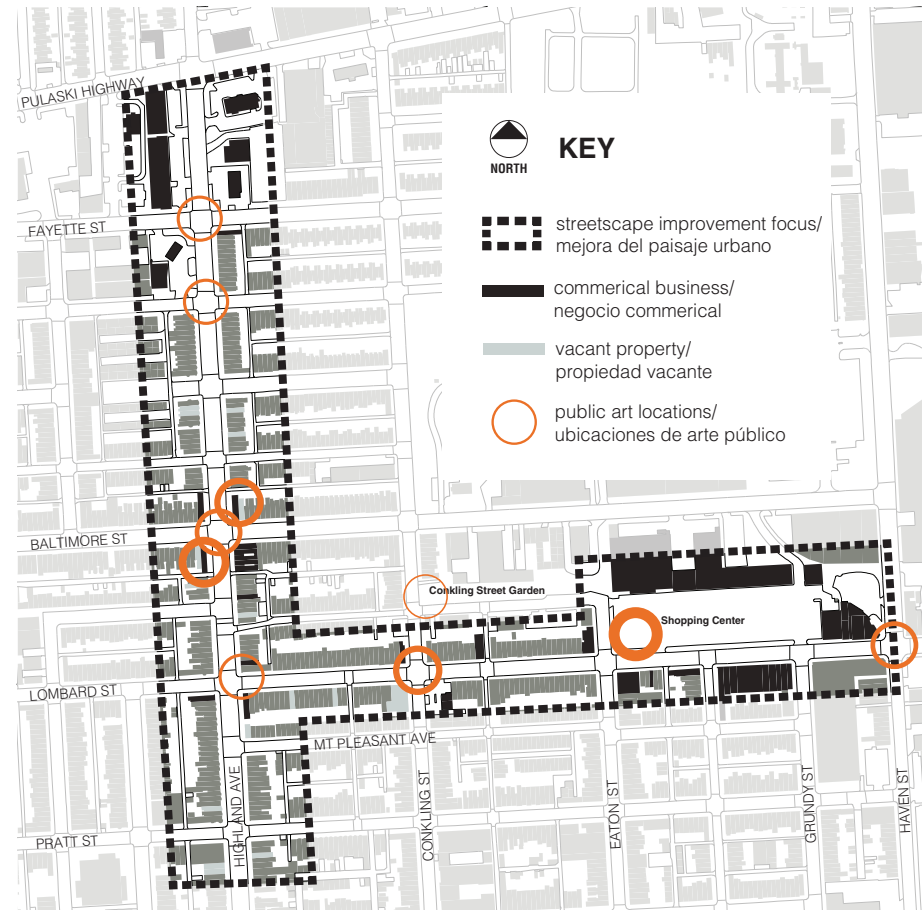 PULASKI HIGHWAY
KEY
NORTH
streetscape improvement focus/
mejora del paisaje urbano
FAYETTE ST
commerical business/
negocio commerical
vacant property/
propiedad vacante
public art locations/
ubicaciones de arte público
BALTIMORE ST
Conkling Street Garden
Shopping Center
LOMBARD ST
MT PLEASANT AVE
HIGHLAND AVE
CONKLING ST
EATON ST
GRUNDY ST
HAVEN ST
PRATT ST